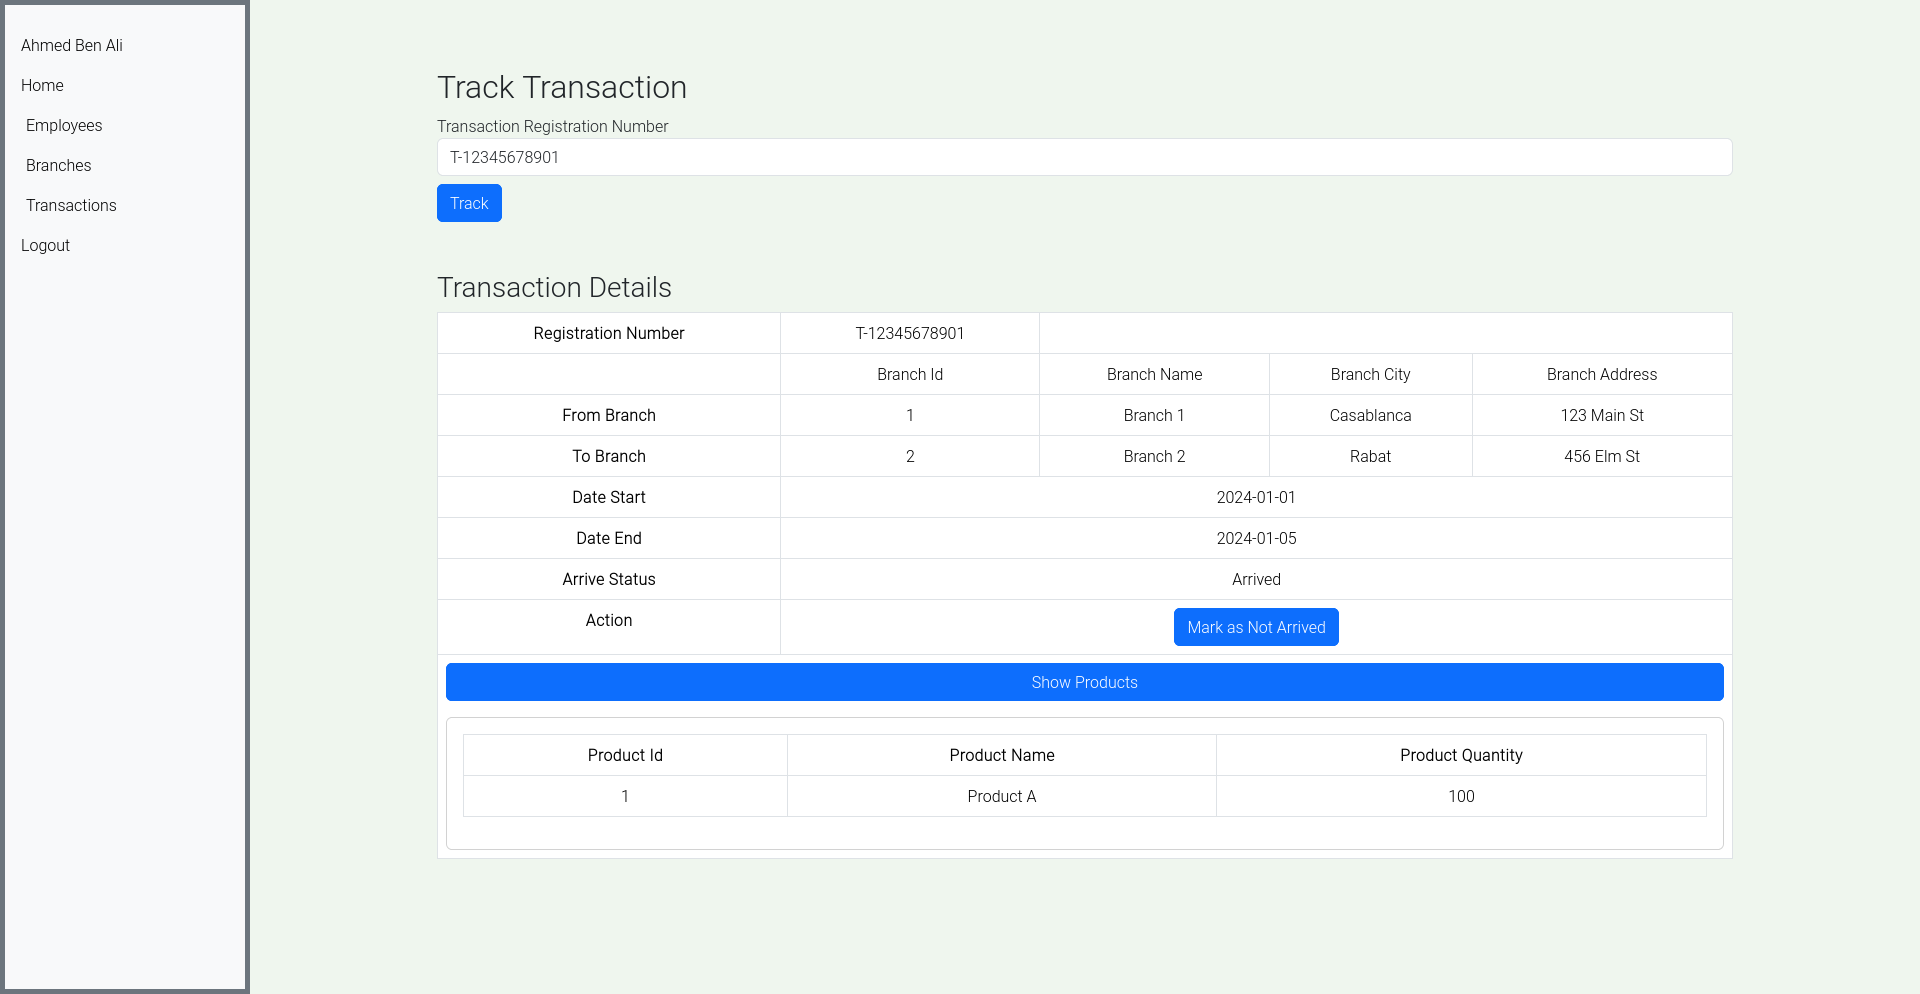 Ahmed Ben Ali
Home
Employees
Branches
Transactions
Logout
Track Transaction
Transaction Registration Number
T-12345678901
Track
Transaction Details
Registration Number T-12345678901
Branch Id Branch Name Branch City Branch Address
From Branch 1 Branch 1 Casablanca 123 Main St
To Branch 2 Branch 2 Rabat 456 Elm St
Date Start 2024-01-01
Date End 2024-01-05
Arrive Status Arrived
Action Mark as Not Arrived
Show Products
Product Id Product Name Product Quantity
1 Product A 100